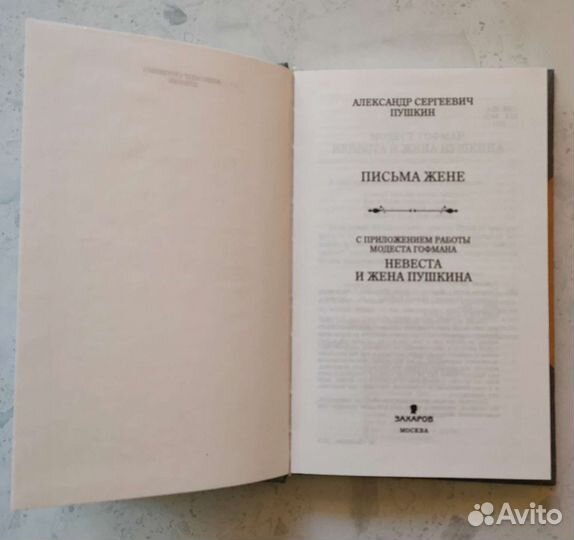 АЛЕКСАНДР СЕРГЕЕВИЧ
ПУШКИН
ПИСЬМА ЖЕНЕ
С ПРИЛОЖЕНИЕМ РАБОТЫ
МОДЕСТА ГОФМАНА
НЕВЕСТА
И ЖЕНА ПУШКИНА
ЗАХАРОВ
МОСКВА
Avito